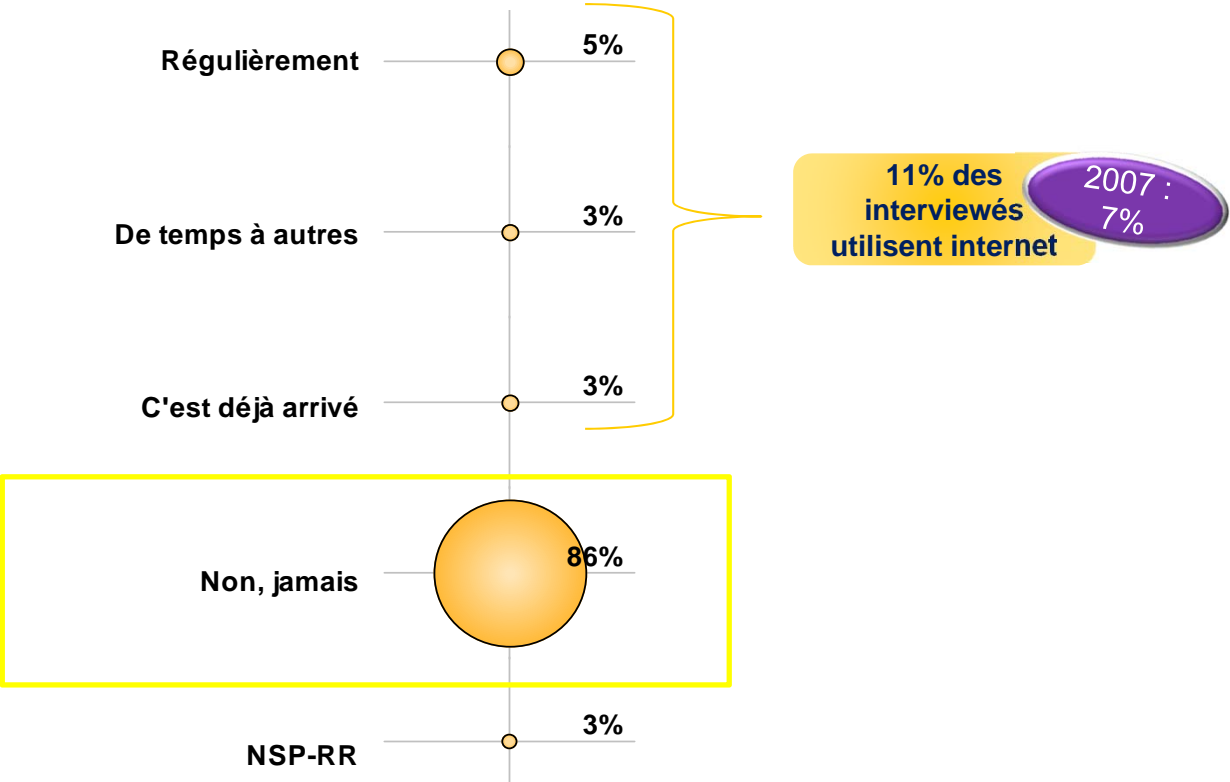 Régulièrement
5%
De temps à autres
3%
C'est déjà arrivé
3%
11% des
interviewés
utilisent internet
2007 :
7%
Non, jamais
86%
NSP-RR
3%